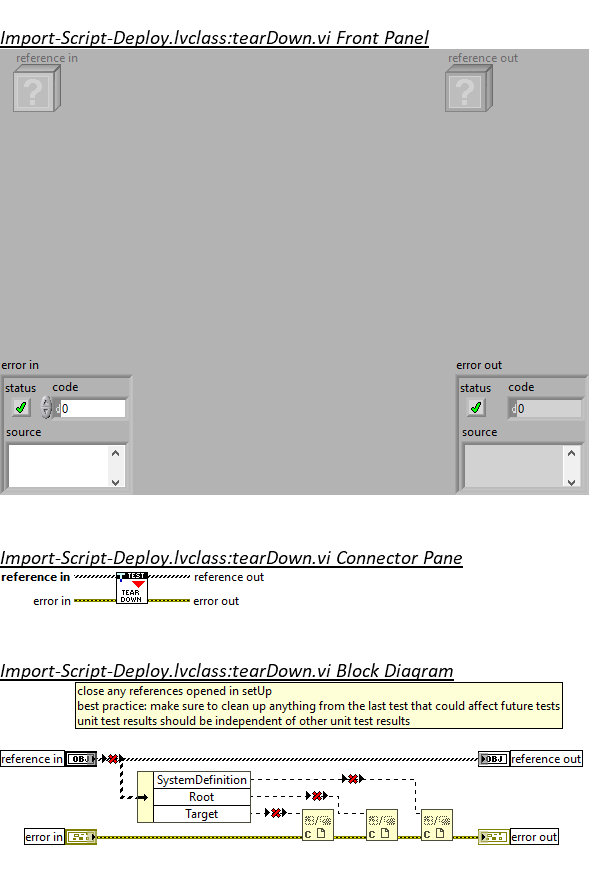 Import-Script-Deploy.lvclass:tearDown.vi Front Panel
reference in
reference out
?
?
error in
error out
status
code
status
code
d
0
d
0
source
source
Import-Script-Deploy.lvclass:tearDown.vi Connector Pane
reference in
reference out
TEST
TEAR
DOWN
error in
error out
Import-Script-Deploy.lvclass:tearDown.vi Block Diagram
close any references opened in setUp
best practice: make sure to clean up anything from the last test that could affect future tests
unit test results should be independent of other unit test results
reference in
OBJ
OBJ
reference out
SystemDefinition
Root
Target
C
C
C
error in
error out